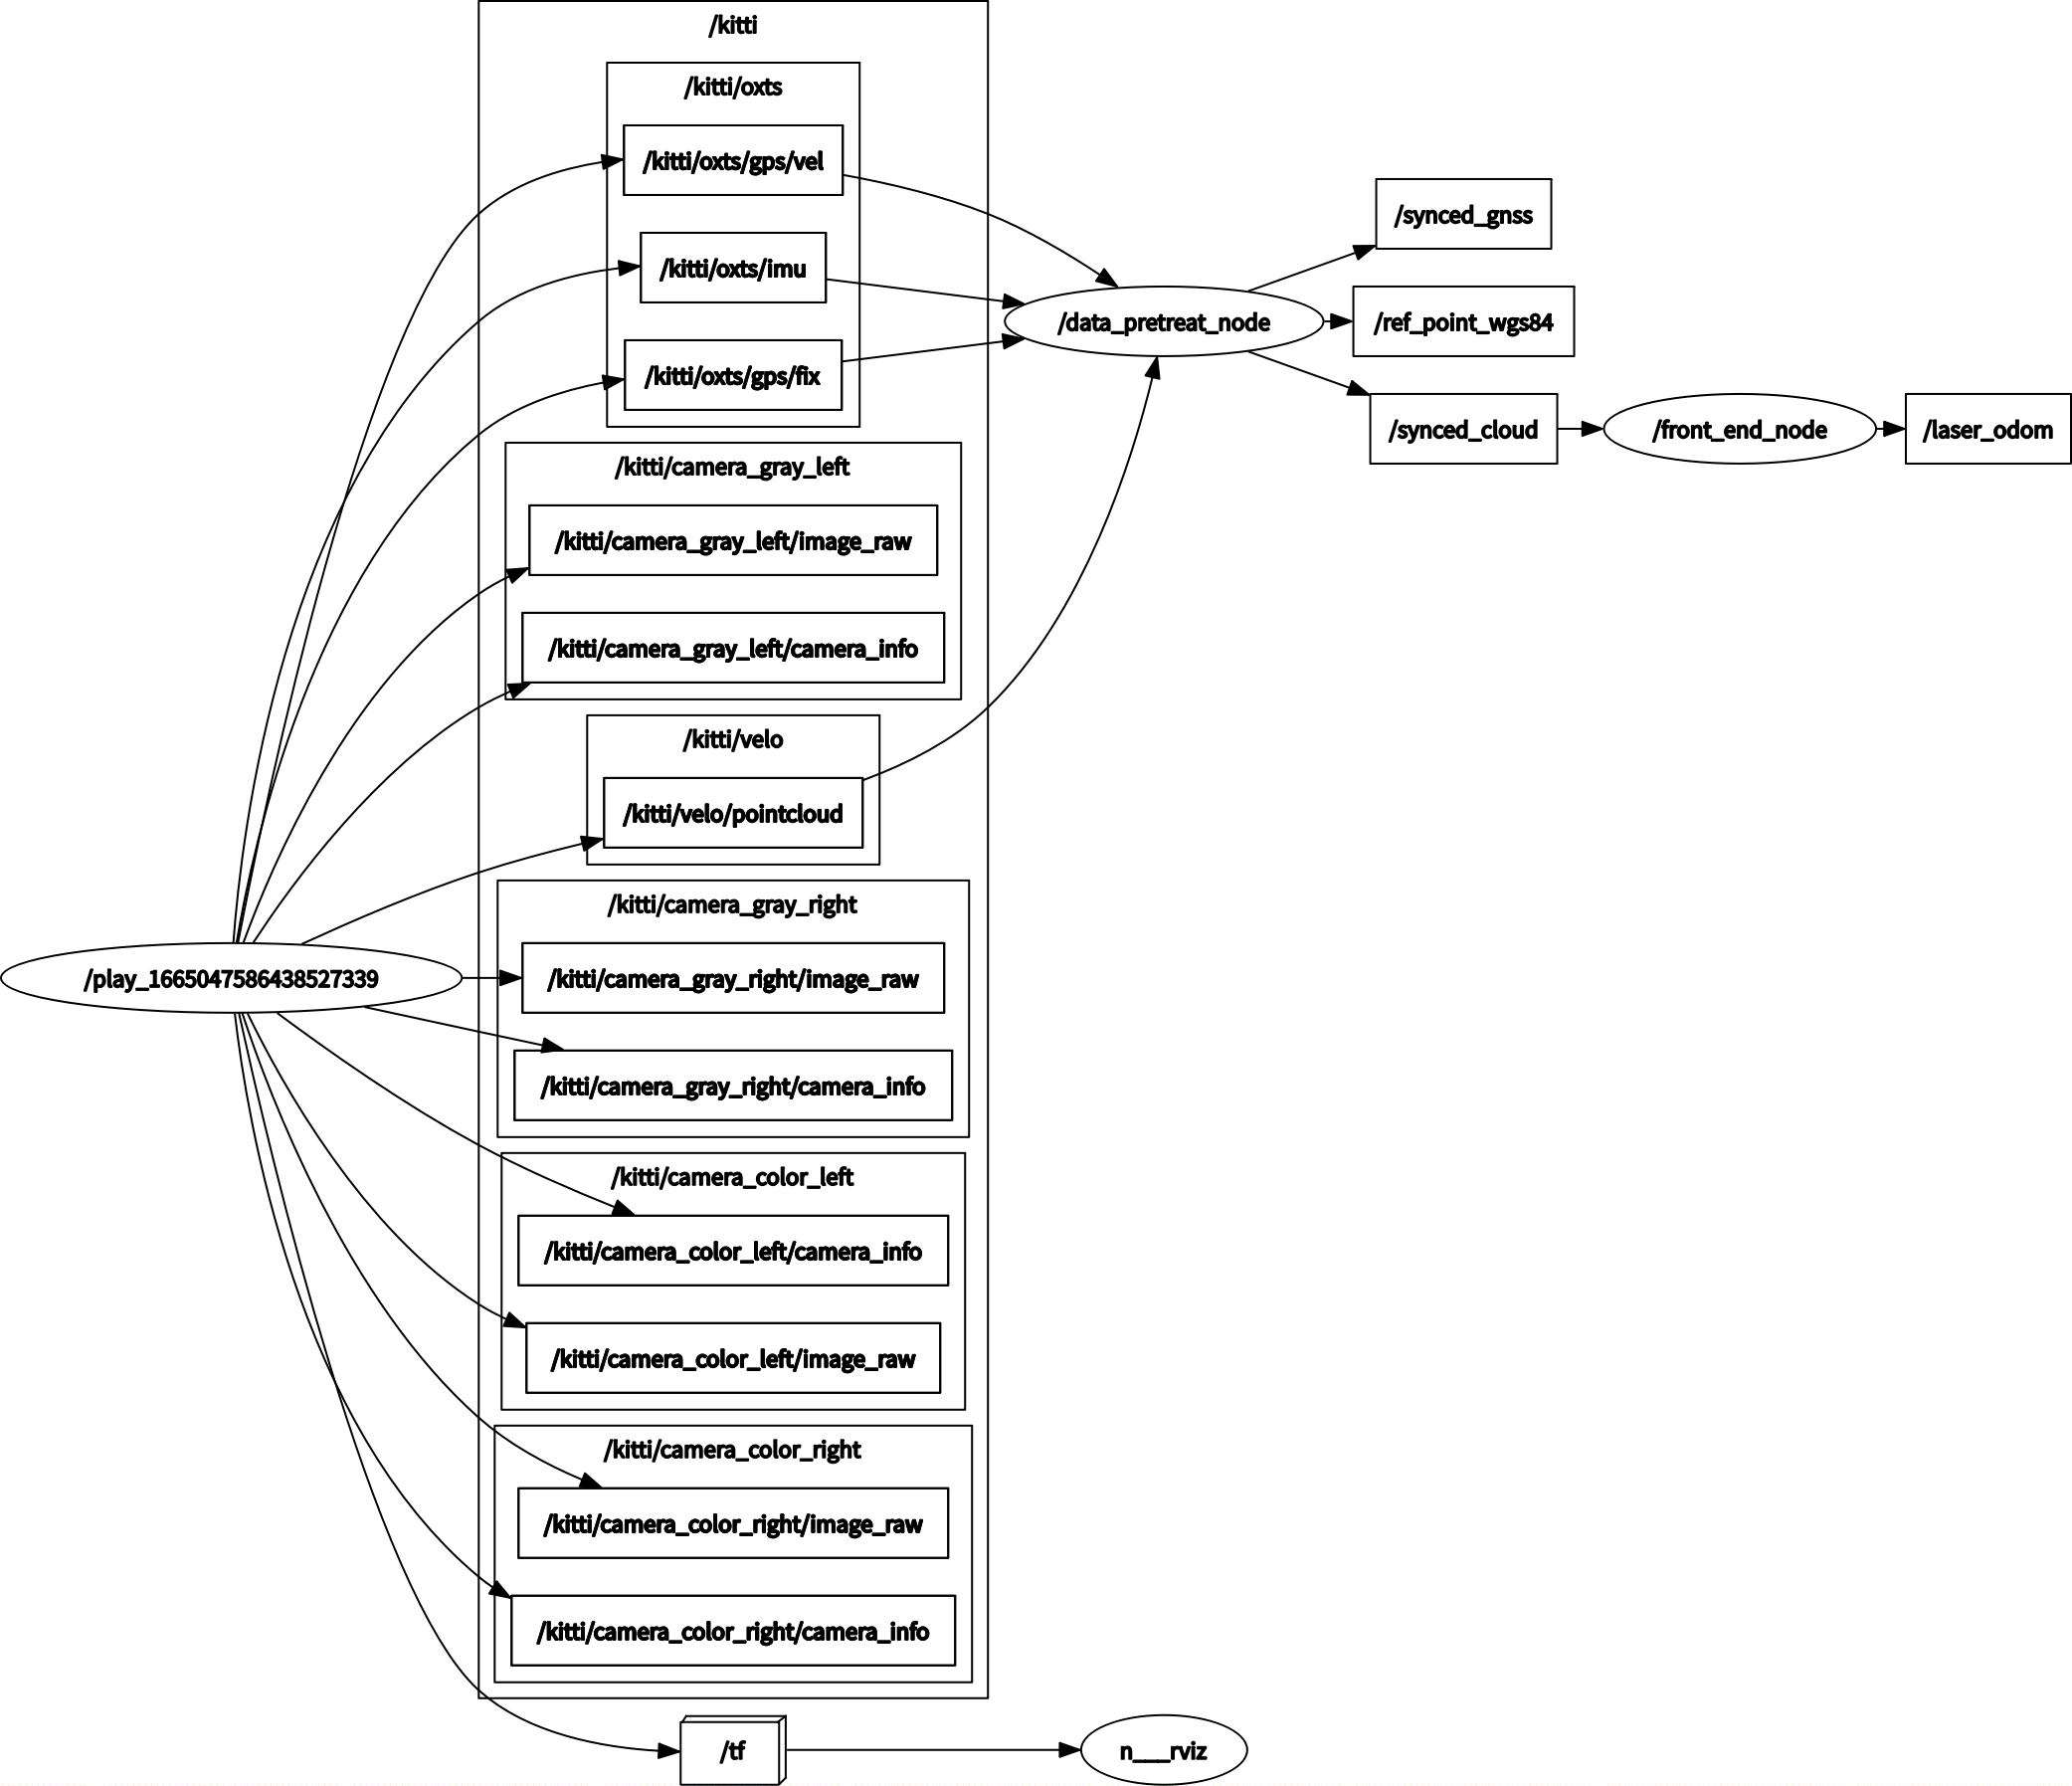 /kitti
/kitti/oxts
/kitti/oxts/gps/vel
/kitti/oxts/imu
/kitti/oxts/gps/fix
/kitti/camera_gray_left
/kitti/camera_gray_left/image_raw
/kitti/camera_gray_left/camera_info
/kitti/velo
/kitti/velo/pointcloud
/kitti/camera_gray_right
/play_1665047586438527339
/kitti/camera_gray_right/image_raw
/kitti/camera_gray_right/camera_info
/kitti/camera_color_left
/kitti/camera_color_left/camera_info
/kitti/camera_color_left/image_raw
/kitti/camera_color_right
/kitti/camera_color_right/image_raw
/kitti/camera_color_right/camera_info
/tf
n___rviz
/data_pretreat_node
/synced_gnss
/ref_point_wgs84
/synced_cloud
/front_end_node
/laser_odom